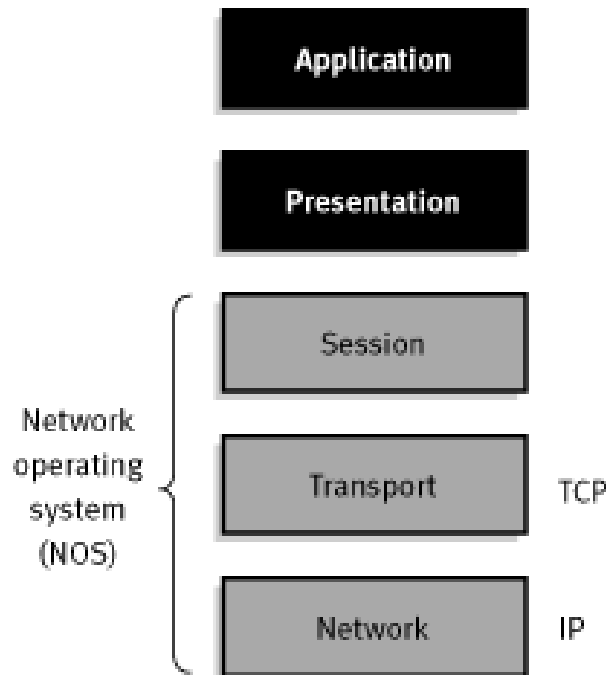 Application
Presentation
Session
Network
operating
system
(NOS)
Transport
TCP
Network
IP